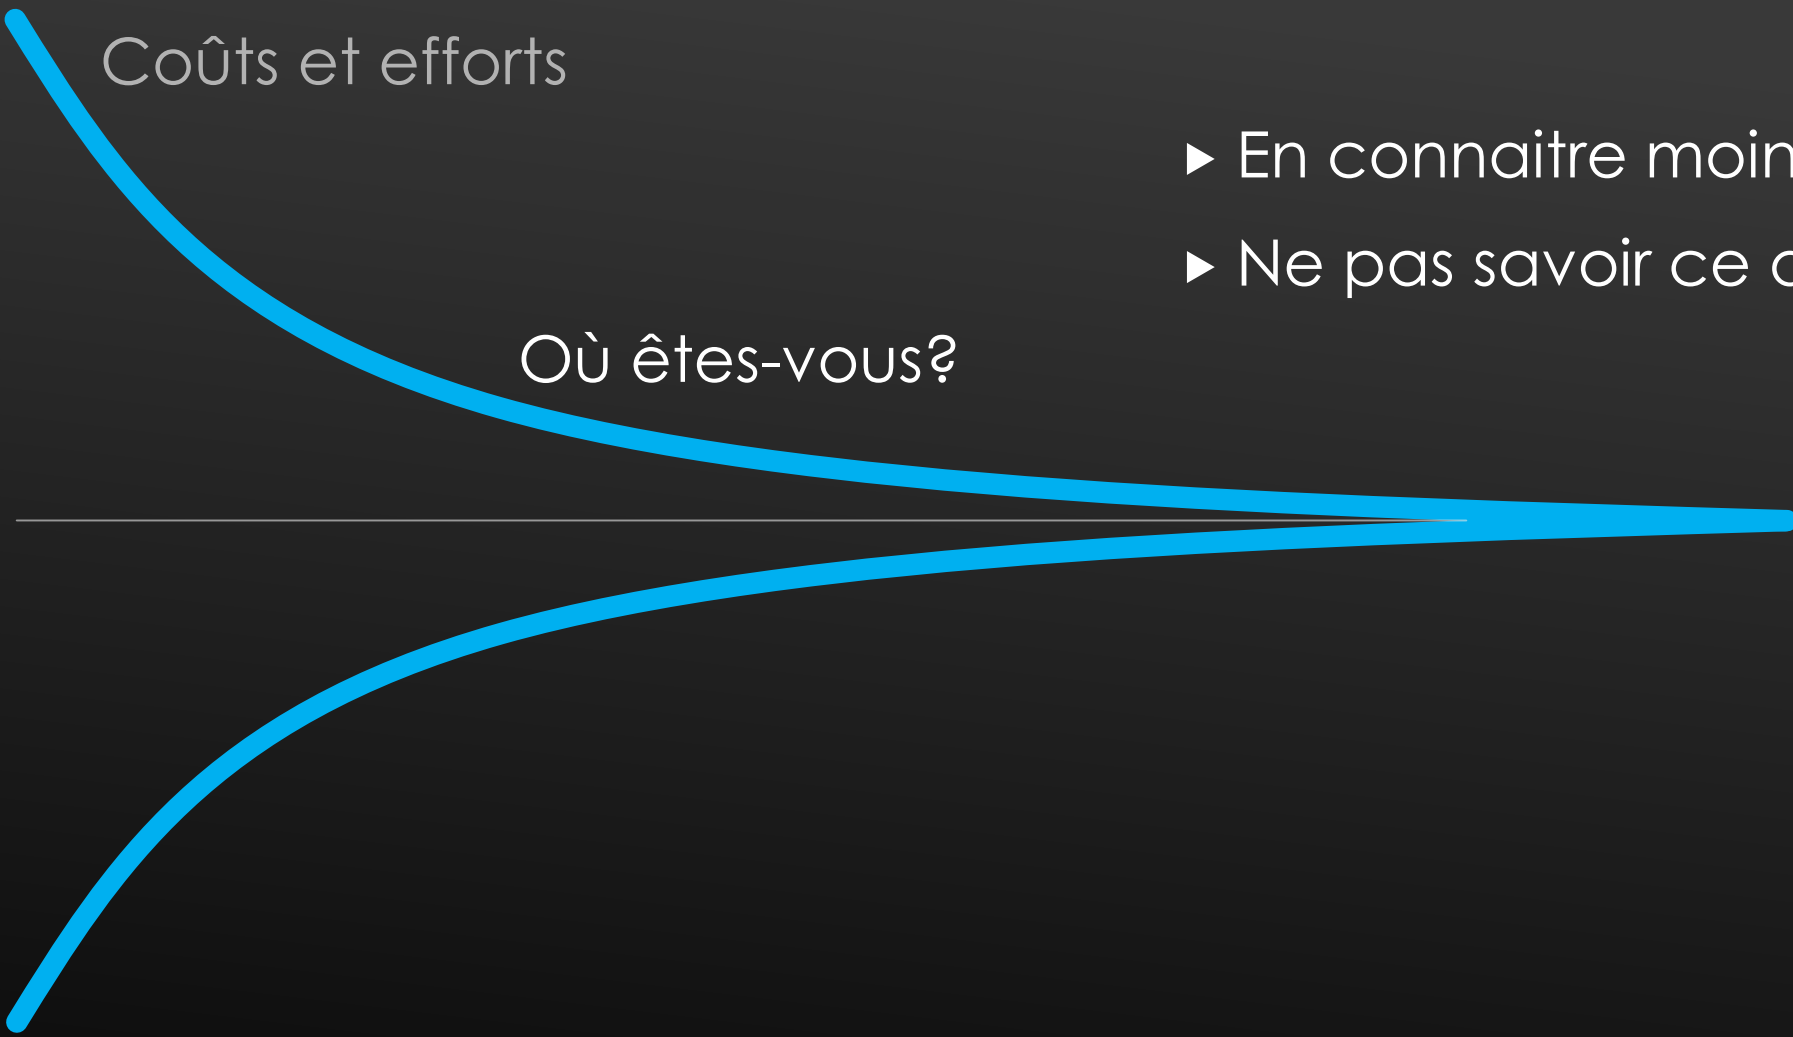 Coûts et efforts
▶ En connaitre moin
▶ Ne pas savoir ce
Où êtes-vous?